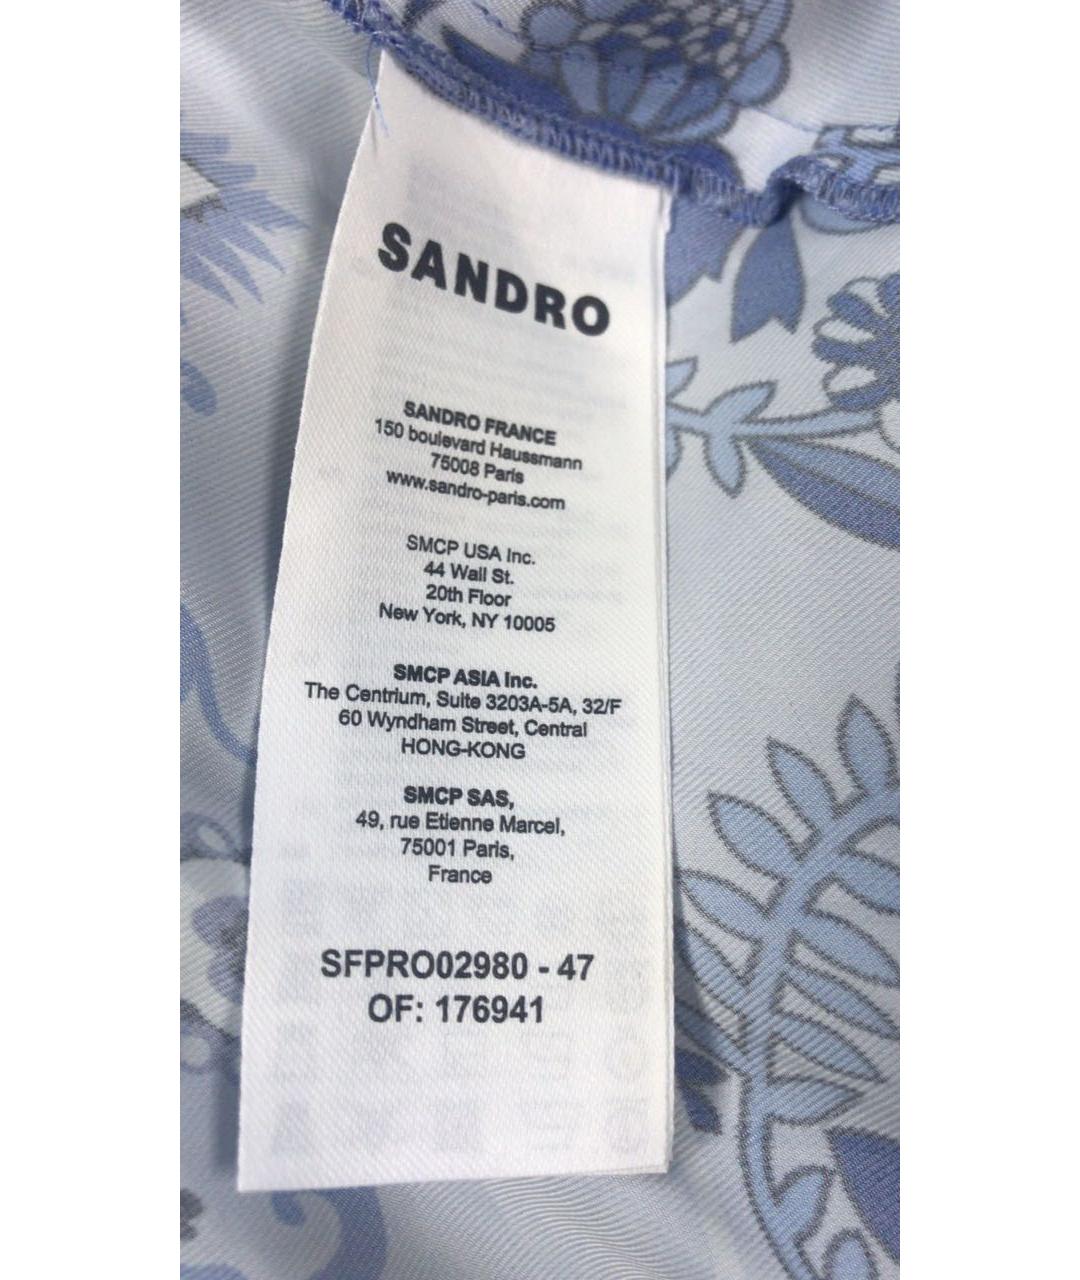 SANDRO
SANDRO FRANCE
150 boulevard Haussmann
75008 Paris
www.sandro-paris.com
SMCP USA Inc.
44 Wall St.
20th Floor
New York, NY 10005
SMCP ASIA Inc.
The Centrium, Suite 3203A-5A, 32/F
60 Wyndham Street, Central
HONG-KONG
SMCP SAS,
49, rue Etienne Marcel,
75001 Paris,
France
SFPRO02980 - 47
OF: 176941